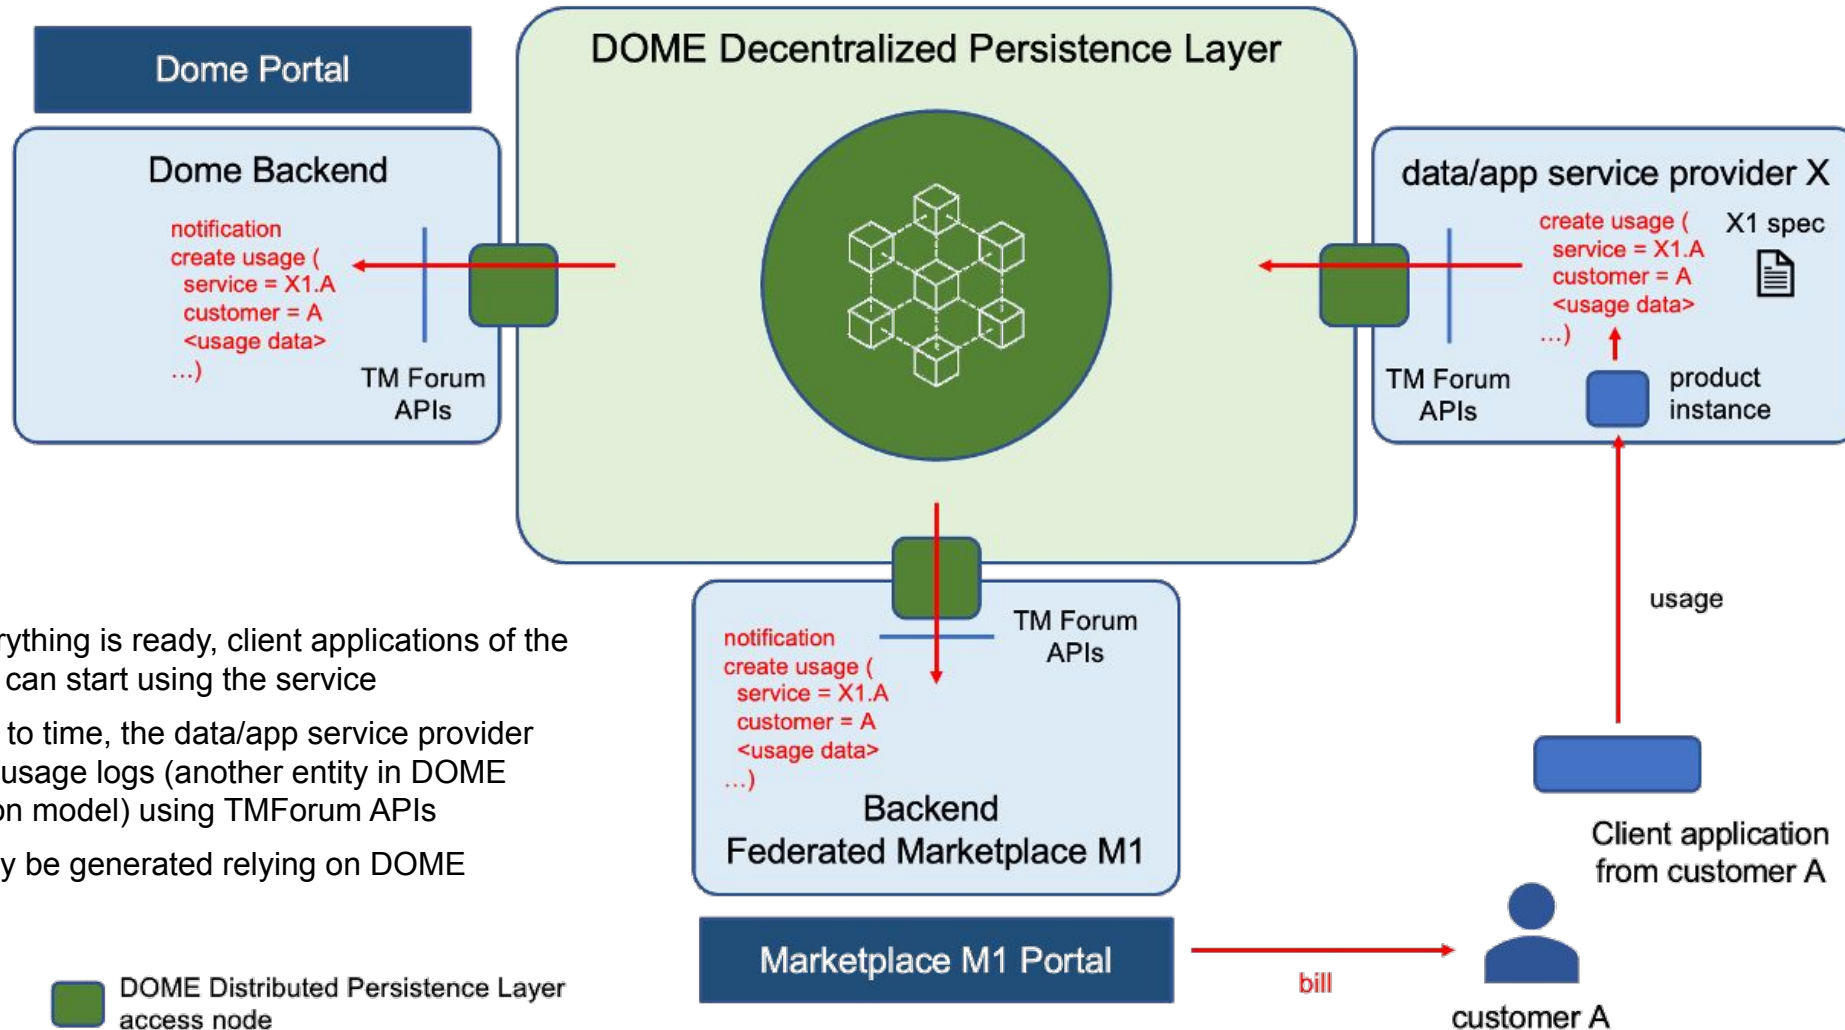 DOME Decentralized Persistence Layer
Dome Portal
Dome Backend
notification
create usage (
service = X1.A
customer = A
<usage data>
...)
TM Forum
APIs
data/app service provider X
create usage (
service = X1.A
customer = A
<usage data>
...)
X1 spec
TM Forum
APIs
product
instance
usage
TM Forum
APIs
notification
create usage (
service = X1.A
customer = A
<usage data>
...)
Backend
Federated Marketplace M1
Marketplace M1 Portal
bill
Client application
from customer A
customer A
rything is ready, client applications of the
can start using the service
to time, the data/app service provider
usage logs (another entity in DOME
on model) using TMForum APIs
y be generated relying on DOME
DOME Distributed Persistence Layer
access node